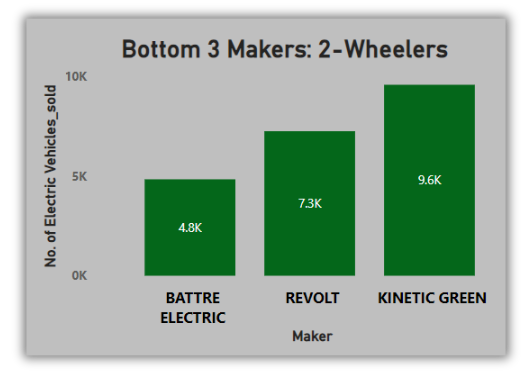 Bottom 3 Makers: 2-Wheelers
No. of Electric Vehicles_sold
10K
5K
0K
4.8K
7.3K
9.6K
BATTRE
ELECTRIC
REVOLT
KINETIC GREEN
Maker